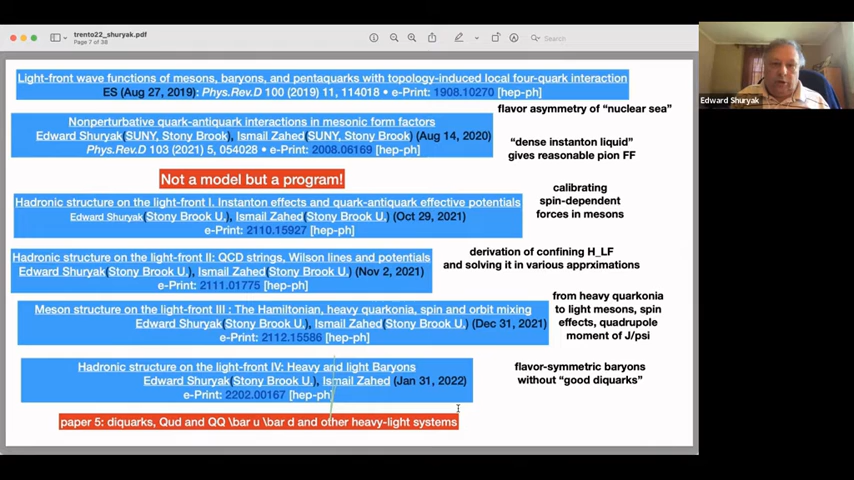 trento22_shuryak.pdf
Page 7 of 38
Search
Light-front wave functions of mesons, baryons, and pentaquarks with topology-induced local four-quark interaction
ES (Aug 27, 2019): Phys.Rev.D 100 (2019) 11, 114018 • e-Print: 1908.10270 [hep-ph]
flavor asymmetry of “nuclear sea”
Nonperturbative quark-antiquark interactions in mesonic form factors
Edward Shuryak(SUNY, Stony Brook), Ismail Zahed(SUNY, Stony Brook) (Aug 14, 2020)
Phys.Rev.D 103 (2021) 5, 054028 • e-Print: 2008.06169 [hep-ph]
“dense instanton liquid”
gives reasonable pion FF
Not a model but a program!
Hadronic structure on the light-front I. Instanton effects and quark-antiquark effective potentials
Edward Shuryak(Stony Brook U.), Ismail Zahed(Stony Brook U.) (Oct 29, 2021)
e-Print: 2110.15927 [hep-ph]
calibrating
spin-dependent
forces in mesons
Hadronic structure on the light-front II: QCD strings, Wilson lines and potentials
Edward Shuryak(Stony Brook U.), Ismail Zahed(Stony Brook U.) (Nov 2, 2021)
e-Print: 2111.01775 [hep-ph]
derivation of confining H_LF
and solving it in various apprximations
Meson structure on the light-front III : The Hamiltonian, heavy quarkonia, spin and orbit mixing
Edward Shuryak(Stony Brook U.), Ismail Zahed(Stony Brook U.) (Dec 31, 2021)
e-Print: 2112.15586 [hep-ph]
from heavy quarkonia
to light mesons, spin
effects, quadrupole
moment of J/psi
Hadronic structure on the light-front IV: Heavy and light Baryons
Edward Shuryak(Stony Brook U.), Ismail Zahed (Jan 31, 2022)
e-Print: 2202.00167 [hep-ph]
flavor-symmetric baryons
without “good diquarks”
paper 5: diquarks, Qud and QQ \bar u \bar d and other heavy-light systems
Edward Shuryak